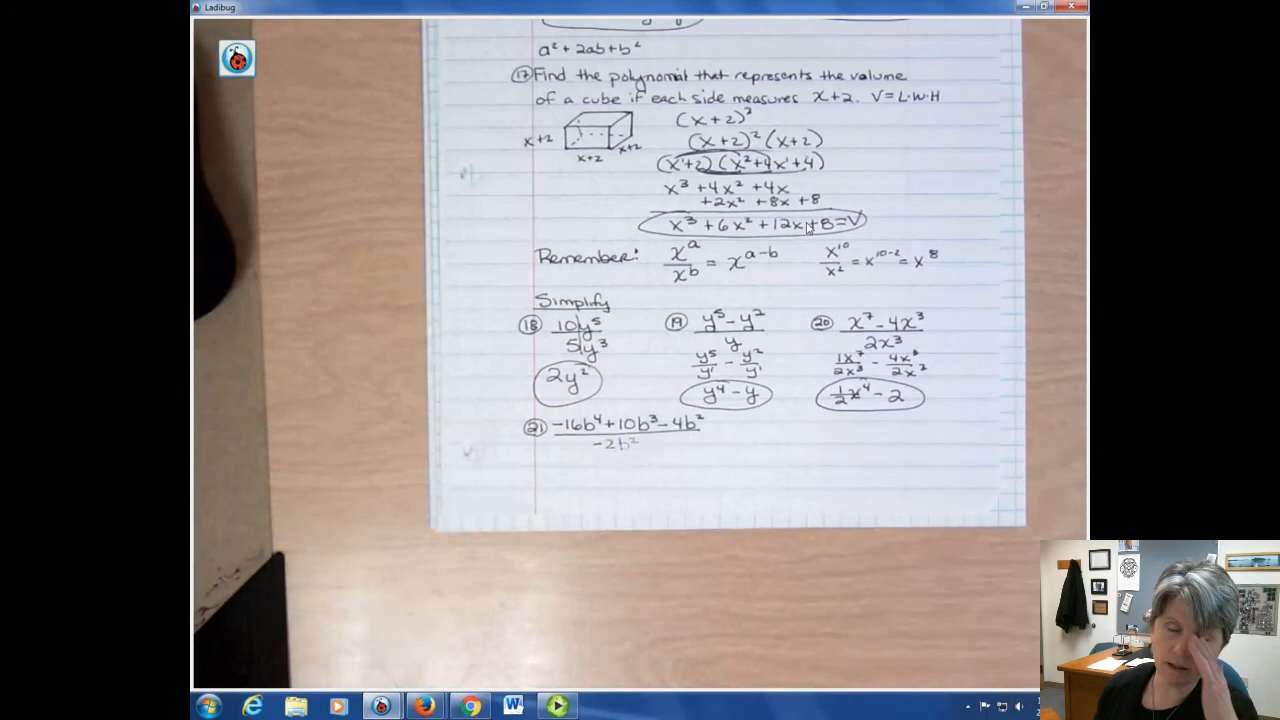 Ladibug
a² + 2ab + b²
⑰ Find the polynomial that represents the volume
of a cube if each side measures x+2. V = L·W·H
(x+2)³
x+2
x+2
x+2
(x+2)² (x+2)
(x+2) (x² + 4x + 4)
x³ + 4x² + 4x
+2x² + 8x + 8
x³ + 6x² + 12x + 8 = V
Remember: xᵃ/xᵇ = xᵃ⁻ᵇ x¹⁰/x² = x¹⁰⁻² = x⁸
Simplify
⑱ 10y⁵/5y³
2y²
⑲ y⁵ - y²/y
y⁵/y¹ - y²/y¹
y⁴ - y
⑳ x⁷ - 4x³/2x³
1x⁷/2x³ - 4x³/2x³
1/2x⁴ - 2
㉑ -16b⁴ + 10b³ - 4b²/-2b²